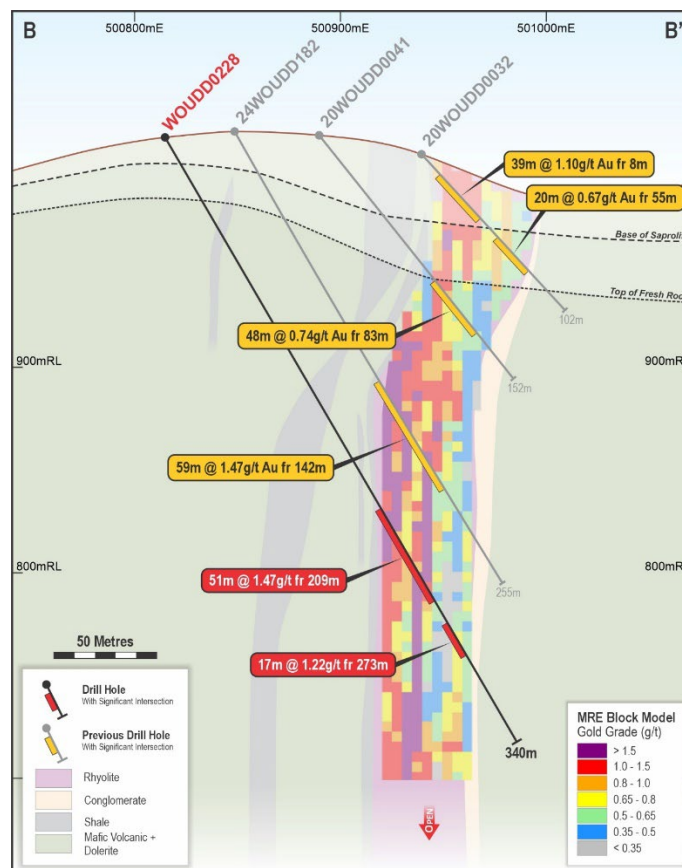 B
500800mE
500900mE
501000mE
B'
WOUDD0228
24WOUDD182
20WOUDD0041
20WOUDD0032
39m @ 1.10g/t Au fr 8m
20m @ 0.67g/t Au fr 55m
Base of Saprolis
Top of Fresh Roc
102m
48m @ 0.74g/t Au fr 83m
900mRL
900mRL
152m
59m @ 1.47g/t Au fr 142m
51m @ 1.47g/t fr 209m
800mRL
800mRL
255m
50 Metres
17m @ 1.22g/t fr 273m
340m
Drill Hole
With Significant Intersection
Previous Drill Hole
With Significant Intersection
Rhyolite
Conglomerate
Shale
Mafic Volcanic +
Dolerite
OPEN
MRE Block Model
Gold Grade (g/t)
> 1.5
1.0 - 1.5
0.8 - 1.0
0.65 - 0.8
0.5 - 0.65
0.35 - 0.5
< 0.35